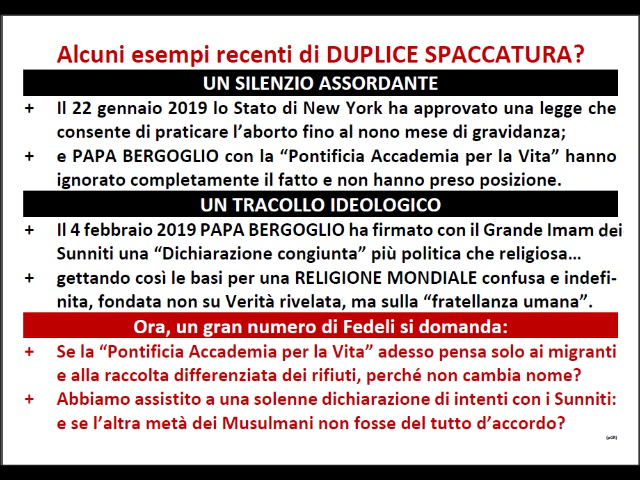 Alcuni esempi recenti di DUPLICE SPACCATURA?
UN SILENZIO ASSORDANTE
+ Il 22 gennaio 2019 lo Stato di New York ha approvato una legge che
consente di praticare l’aborto fino al nono mese di gravidanza;
+ e PAPA BERGOGLIO con la “Pontificia Accademia per la Vita” hanno
ignorato completamente il fatto e non hanno preso posizione.
UN TRACOLLO IDEOLOGICO
+ Il 4 febbraio 2019 PAPA BERGOGLIO ha firmato con il Grande Imam dei
Sunniti una “Dichiarazione congiunta” più politica che religiosa…
+ gettando così le basi per una RELIGIONE MONDIALE confusa e indefi-
nita, fondata non su Verità rivelata, ma sulla “fratellanza umana”.
Ora, un gran numero di Fedeli si domanda:
+ Se la “Pontificia Accademia per la Vita” adesso pensa solo ai migranti
e alla raccolta differenziata dei rifiuti, perché non cambia nome?
+ Abbiamo assistito a una solenne dichiarazione di intenti con i Sunniti:
e se l’altra metà dei Musulmani non fosse del tutto d’accordo?